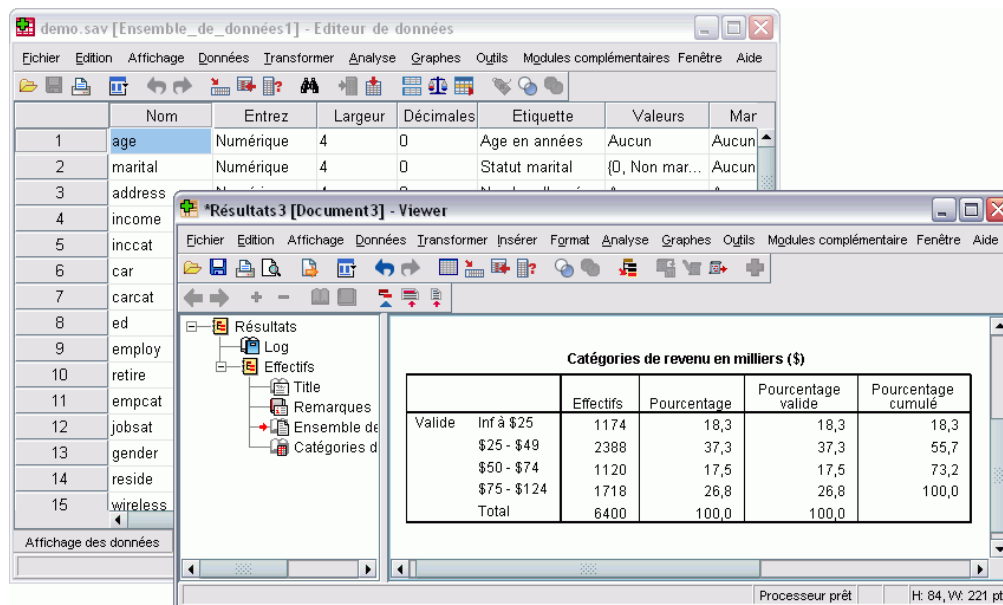 demo.sav [Ensemble_de_données1] - Editeur de données
Fichier Edition Affichage Données Transformer Analyse Graphes Outils Modules complémentaires Fenêtre Aide
Nom Entrez Largeur Décimales Etiquette Valeurs Mar
1 age Numérique 4 0 Age en années Aucun Aucun
2 marital Numérique 4 0 Statut marital {0, Non mar... Aucun
3 address
4 income
5 inccat
6 car
7 carcat
8 ed
9 employ
10 retire
11 empcat
12 jobsat
13 gender
14 reside
15 wireless
Affichage des données
*Résultats3 [Document3] - Viewer
Fichier Edition Affichage Données Transformer Insérer Format Analyse Graphes Outils Modules complémentaire Fenêtre Aide
Résultats
Log
Effectifs
Title
Remarques
Ensemble de
Catégories d
Catégories de revenu en milliers ($)
Effectifs Pourcentage Pourcentage valide Pourcentage cumulé
Valide Inf à $25 1174 18,3 18,3 18,3
$25 - $49 2388 37,3 37,3 55,7
$50 - $74 1120 17,5 17,5 73,2
$75 - $124 1718 26,8 26,8 100,0
Total 6400 100,0 100,0
Processeur prêt H: 84, W: 221 pt